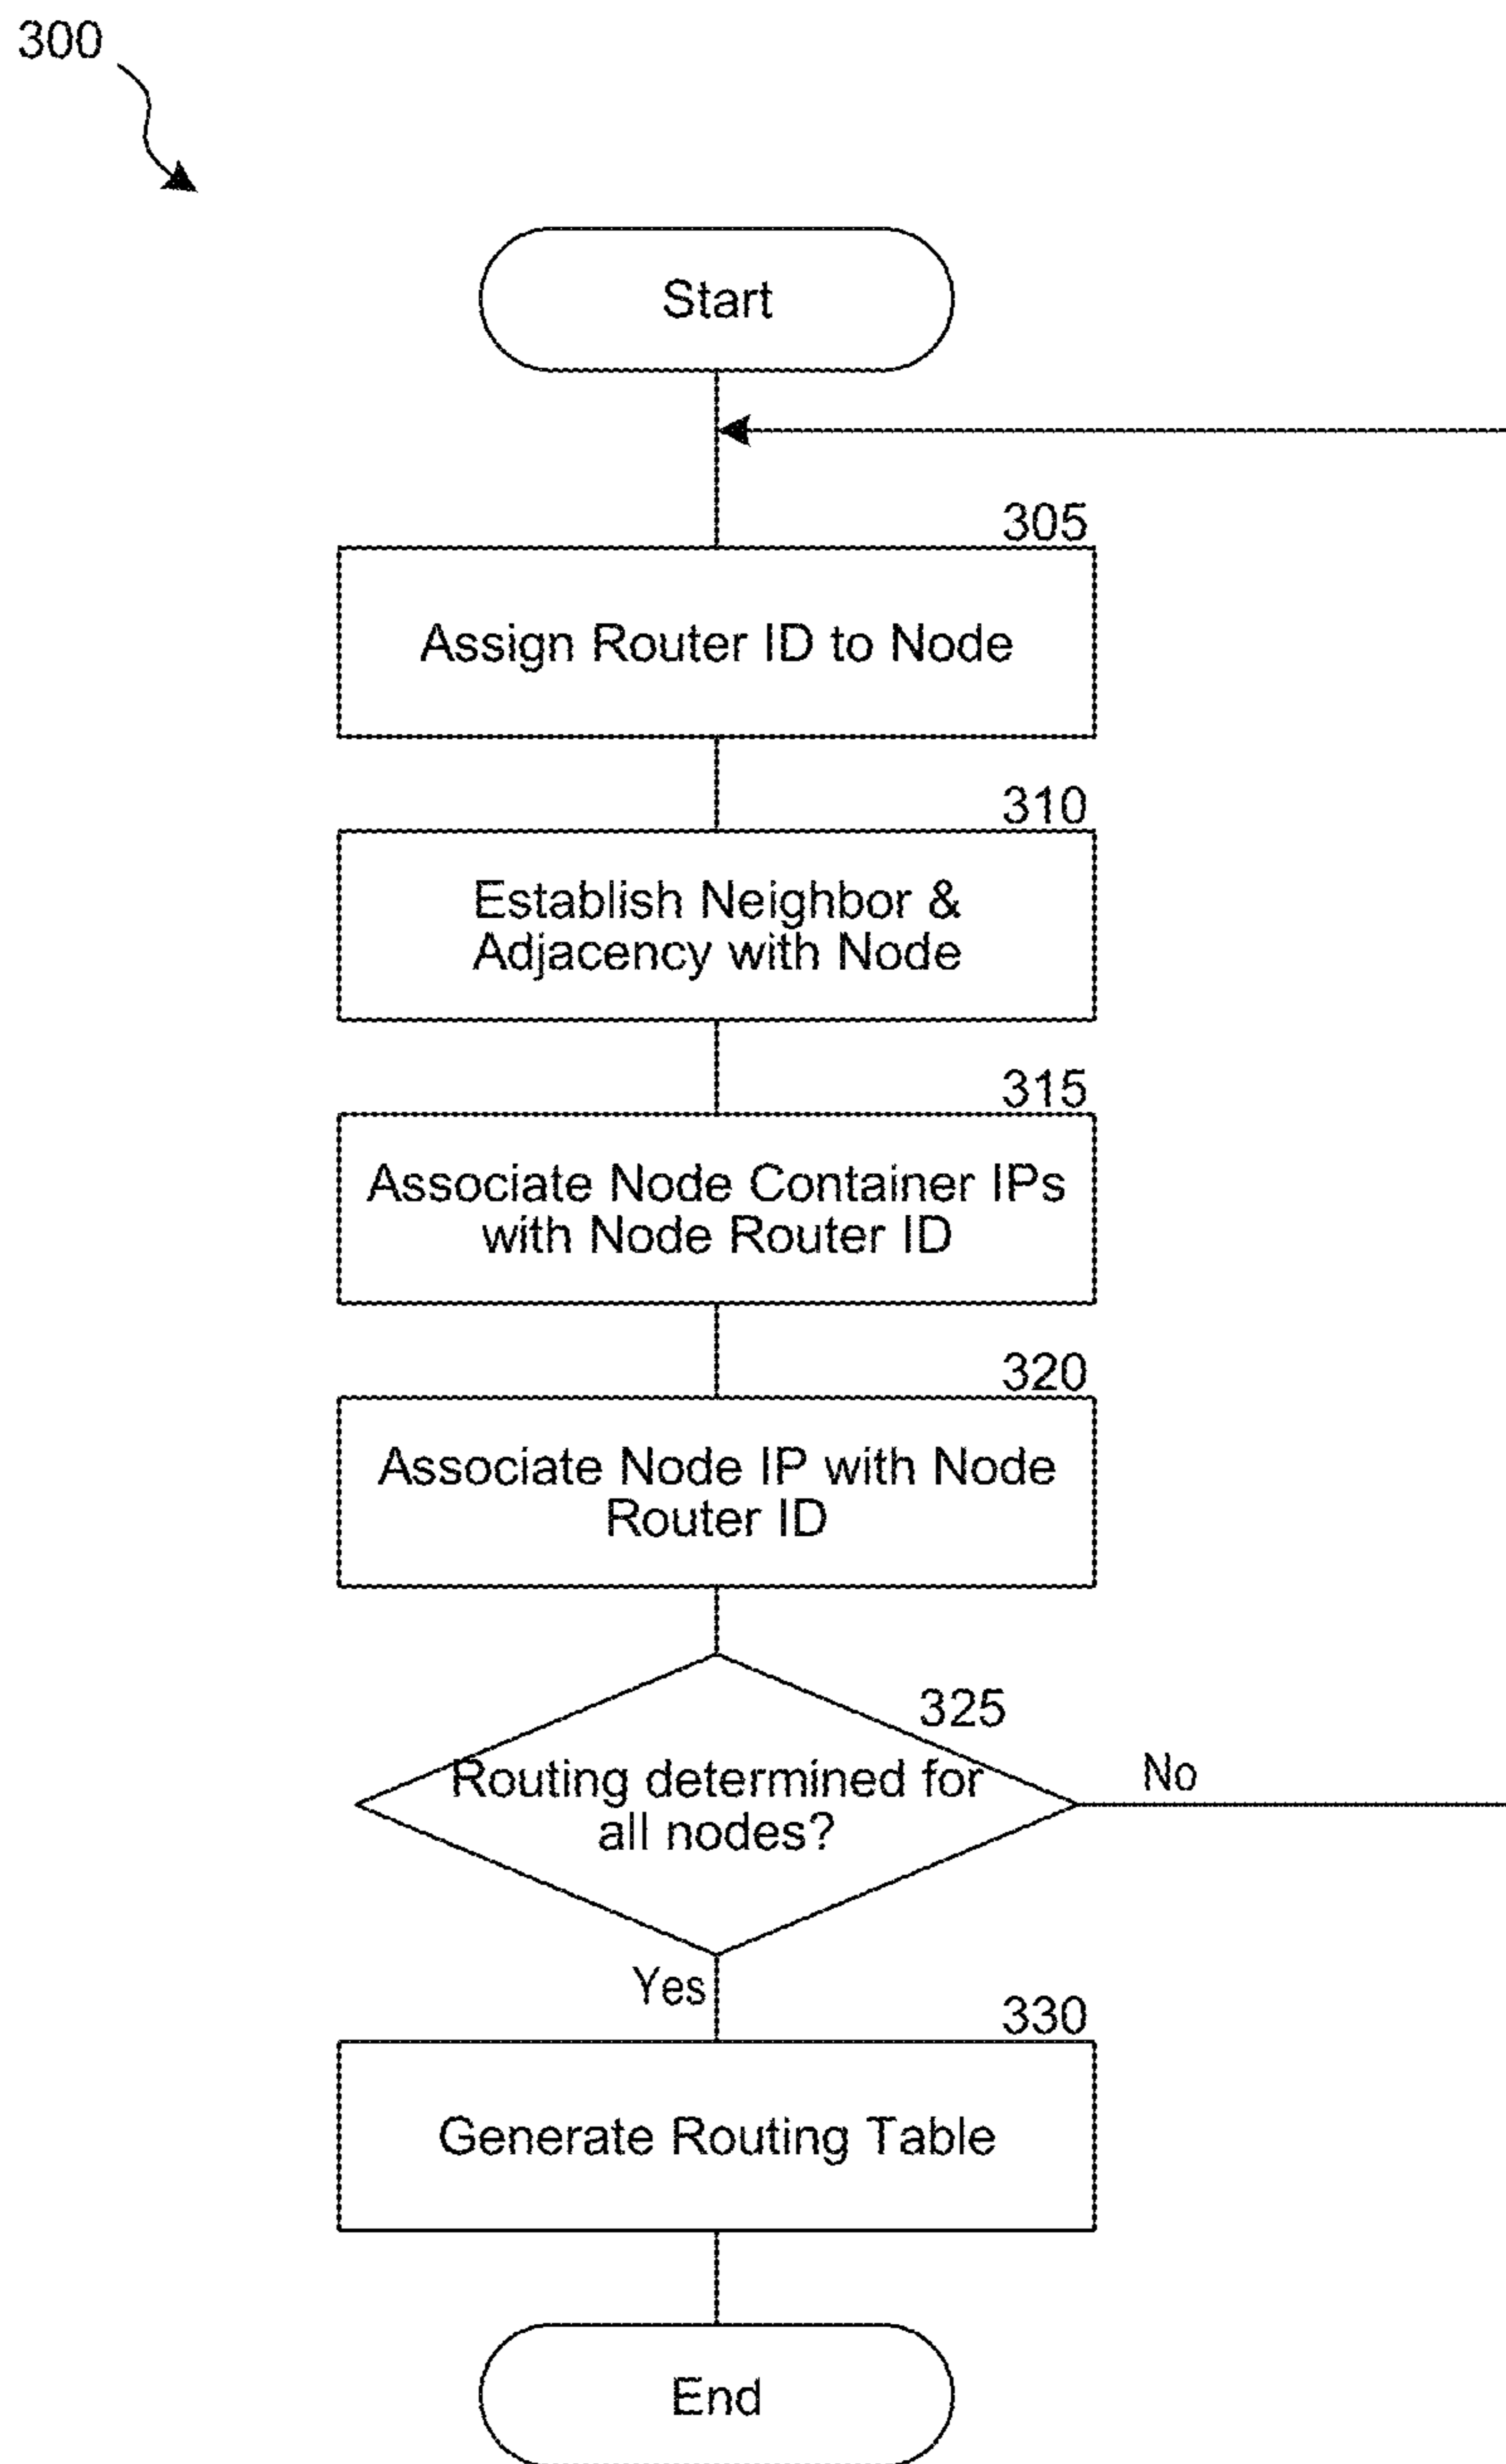 300
Start
305
Assign Router ID to Node
310
Establish Neighbor &
Adjacency with Node
315
Associate Node Container IPs
with Node Router ID
320
Associate Node IP with Node
Router ID
325
Routing determined for
all nodes?
No
Yes
330
Generate Routing Table
End